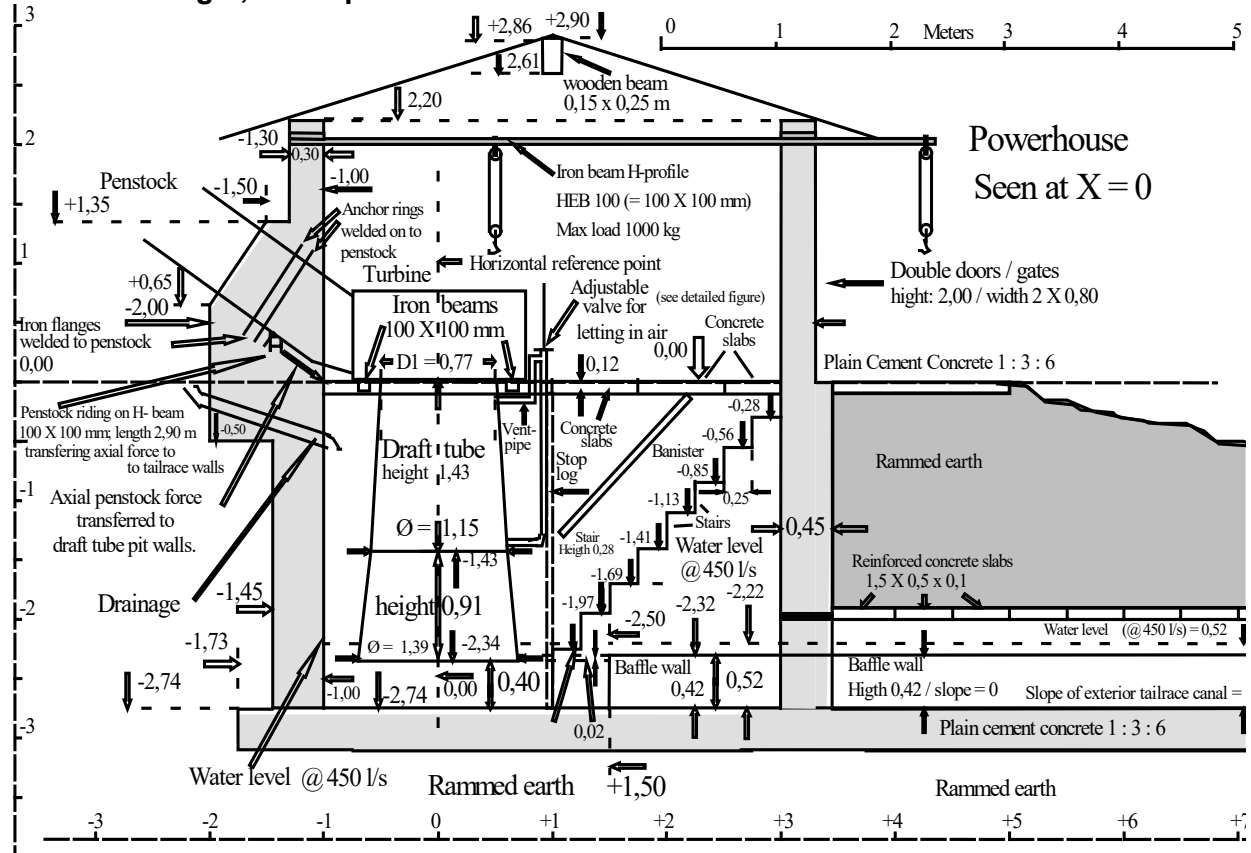 3
+2,86
+2,90
0
Meters
1
2
3
4
5
2,61
wooden beam
0,15 x 0,25 m
2,20
2
-1,30
0,30
Powerhouse
Seen at X = 0
Penstock
-1,50
-1,00
Iron beam H-profile
HEB 100 (= 100 X 100 mm)
Max load 1000 kg
+1,35
Anchor rings
welded on to
penstock
1
Turbine
Horizontal reference point
+0,65
-2,00
Iron beams
100 X 100 mm
Adjustable
valve for
letting in air
(see detailed figure)
Concrete
slabs
Double doors / gates
hight: 2,00 / width 2 X 0,80
Iron flanges
welded to penstock
0,00
D1 = 0,77
0,12
0,00
Plain Cement Concrete 1 : 3 : 6
Penstock riding on H- beam
100 X 100 mm; length 2,90 m
transfering axial force to
to tailrace walls
-0,50
Vent-
pipe
Concrete
slabs
-0,28
-0,56
Draft tube
height 1,43
Stop
log
Banister
-0,85
Rammed earth
-1
0,25
-1,13
Axial penstock force
transferred to
draft tube pit walls.
Ø = 1,15
Stairs
0,45
Stair
Heigth 0,28
-1,41
Water level
@ 450 l/s
-1,43
-1,69
Reinforced concrete slabs
1,5 X 0,5 x 0,1
Drainage
-1,45
height 0,91
-2
-1,97
-2,50
-2,32
-2,22
-1,73
Ø = 1,39
-2,34
Water level (@ 450 l/s) = 0,52
Baffle wall
Baffle wall
Higth 0,42 / slope = 0
Slope of exterior tailrace canal =
-2,74
-1,00
-2,74
0,00
0,40
0,42
0,52
-3
0,02
Plain cement concrete 1 : 3 : 6
Water level @ 450 l/s
Rammed earth
+1,50
Rammed earth
-3
-2
-1
0
+1
+2
+3
+4
+5
+6
+7